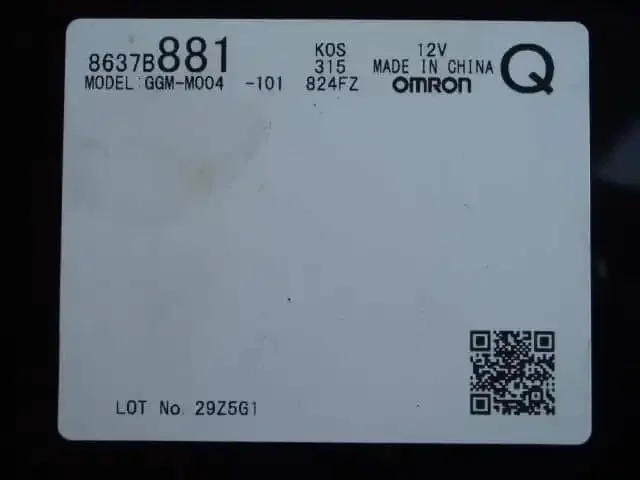 8637B881 KOS 12V
315 MADE IN CHINA Q
MODEL GGM-M004 -101 824FZ OMRON
LOT No. 29Z5G1